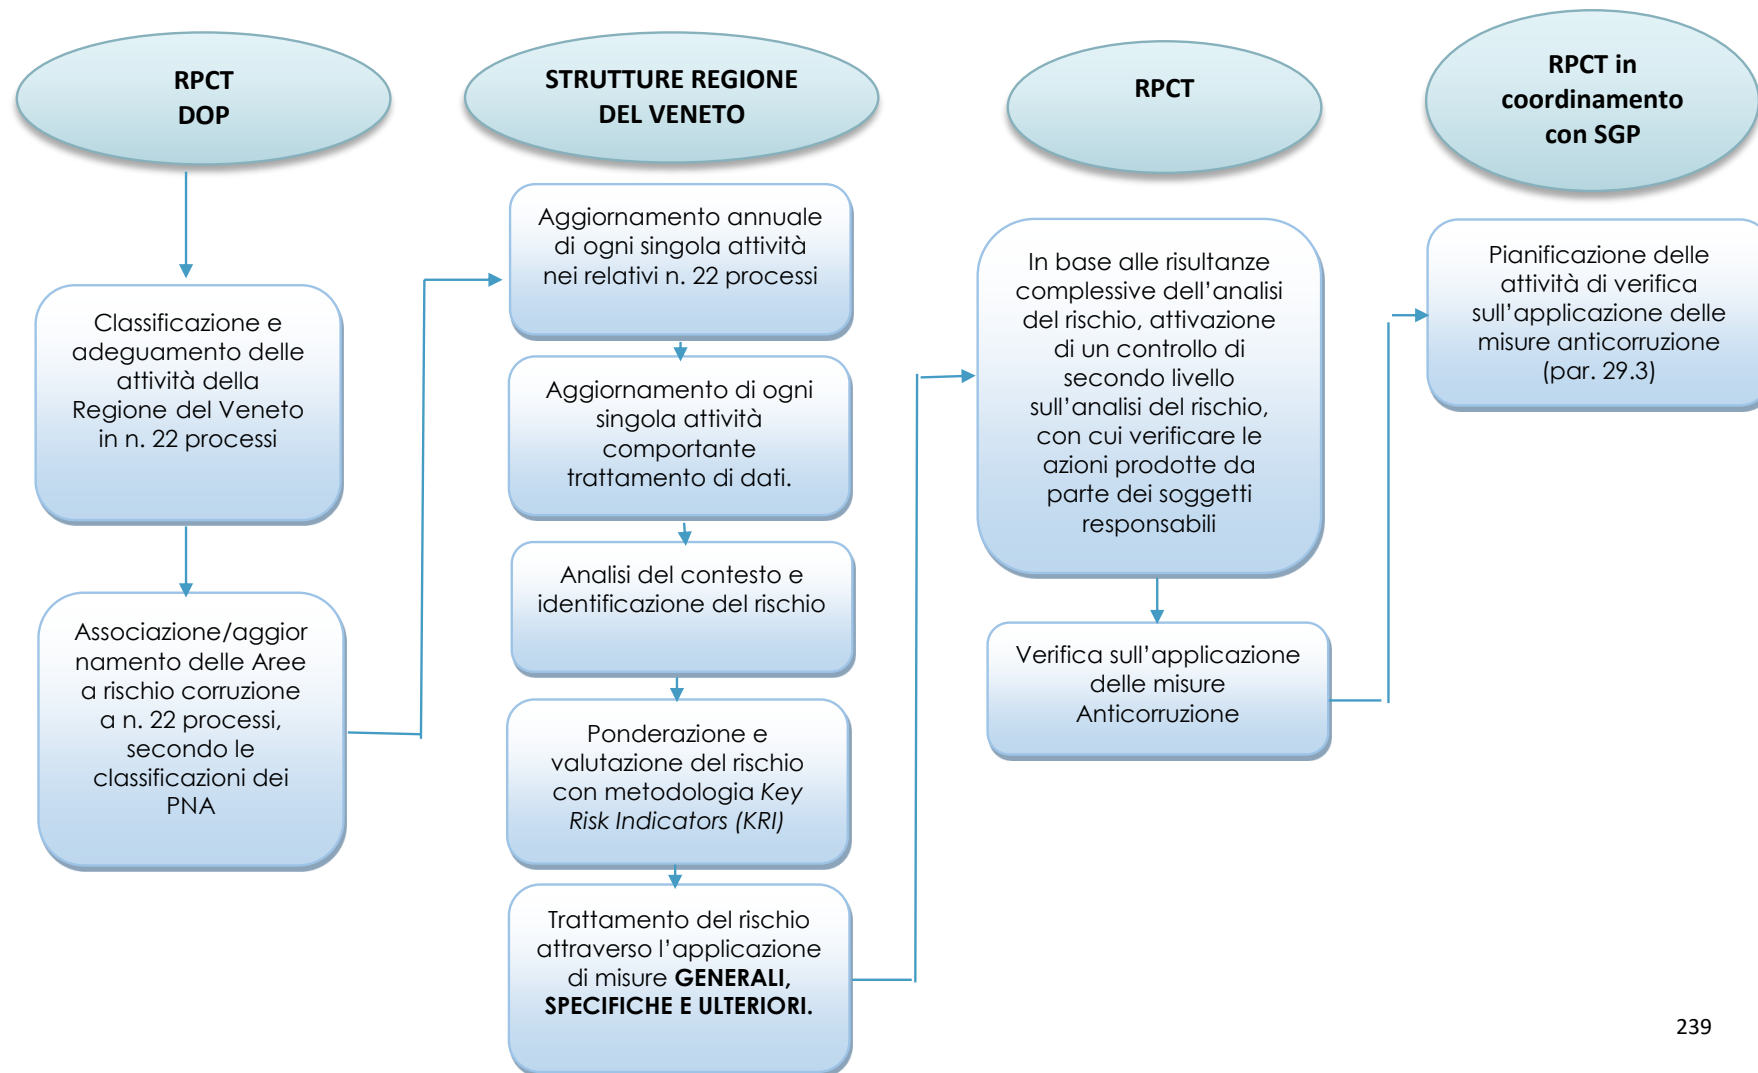 RPCT
DOP
Classificazione e
adeguamento delle
attività della
Regione del Veneto
in n. 22 processi
Associazione/aggior
namento delle Aree
a rischio corruzione
a n. 22 processi,
secondo le
classificazioni dei
PNA
STRUTTURE REGIONE
DEL VENETO
Aggiornamento annuale
di ogni singola attività
nei relativi n. 22 processi
Aggiornamento di ogni
singola attività
comportante
trattamento di dati.
Analisi del contesto e
identificazione del rischio
Ponderazione e
valutazione del rischio
con metodologia Key
Risk Indicators (KRI)
Trattamento del rischio
attraverso l’applicazione
di misure GENERALI,
SPECIFICHE E ULTERIORI.
RPCT
In base alle risultanze
complessive dell’analisi
del rischio, attivazione
di un controllo di
secondo livello
sull’analisi del rischio,
con cui verificare le
azioni prodotte da
parte dei soggetti
responsabili
Verifica sull’applicazione
delle misure
Anticorruzione
RPCT in
coordinamento
con SGP
Pianificazione delle
attività di verifica
sull’applicazione delle
misure anticorruzione
(par. 29.3)
239